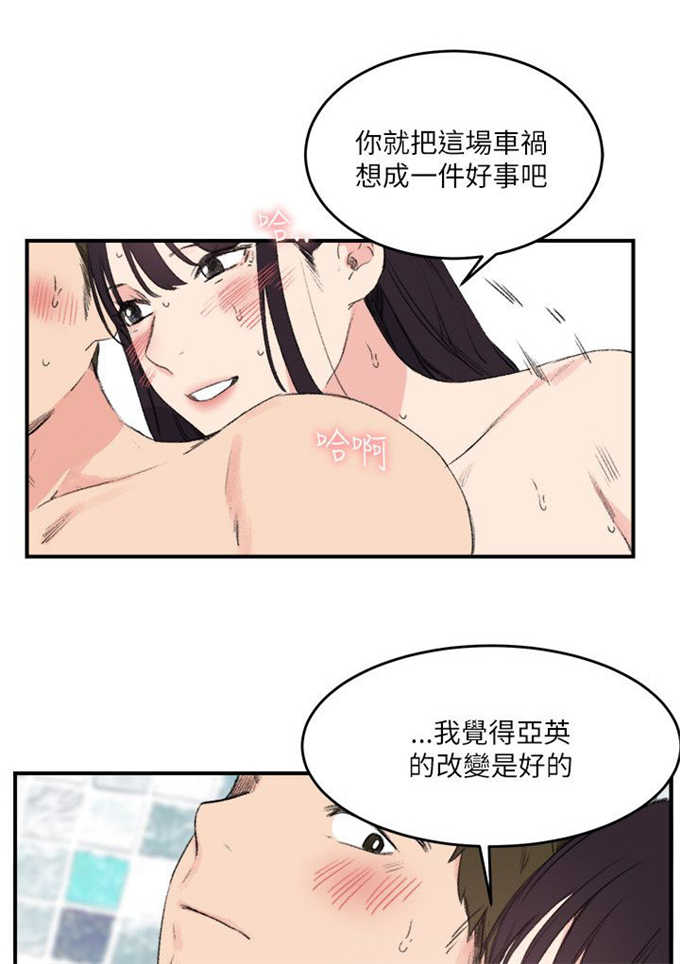 你就把這場車禍
想成一件好事吧
哈..
哈啊
...我覺得亞英
的改變是好的